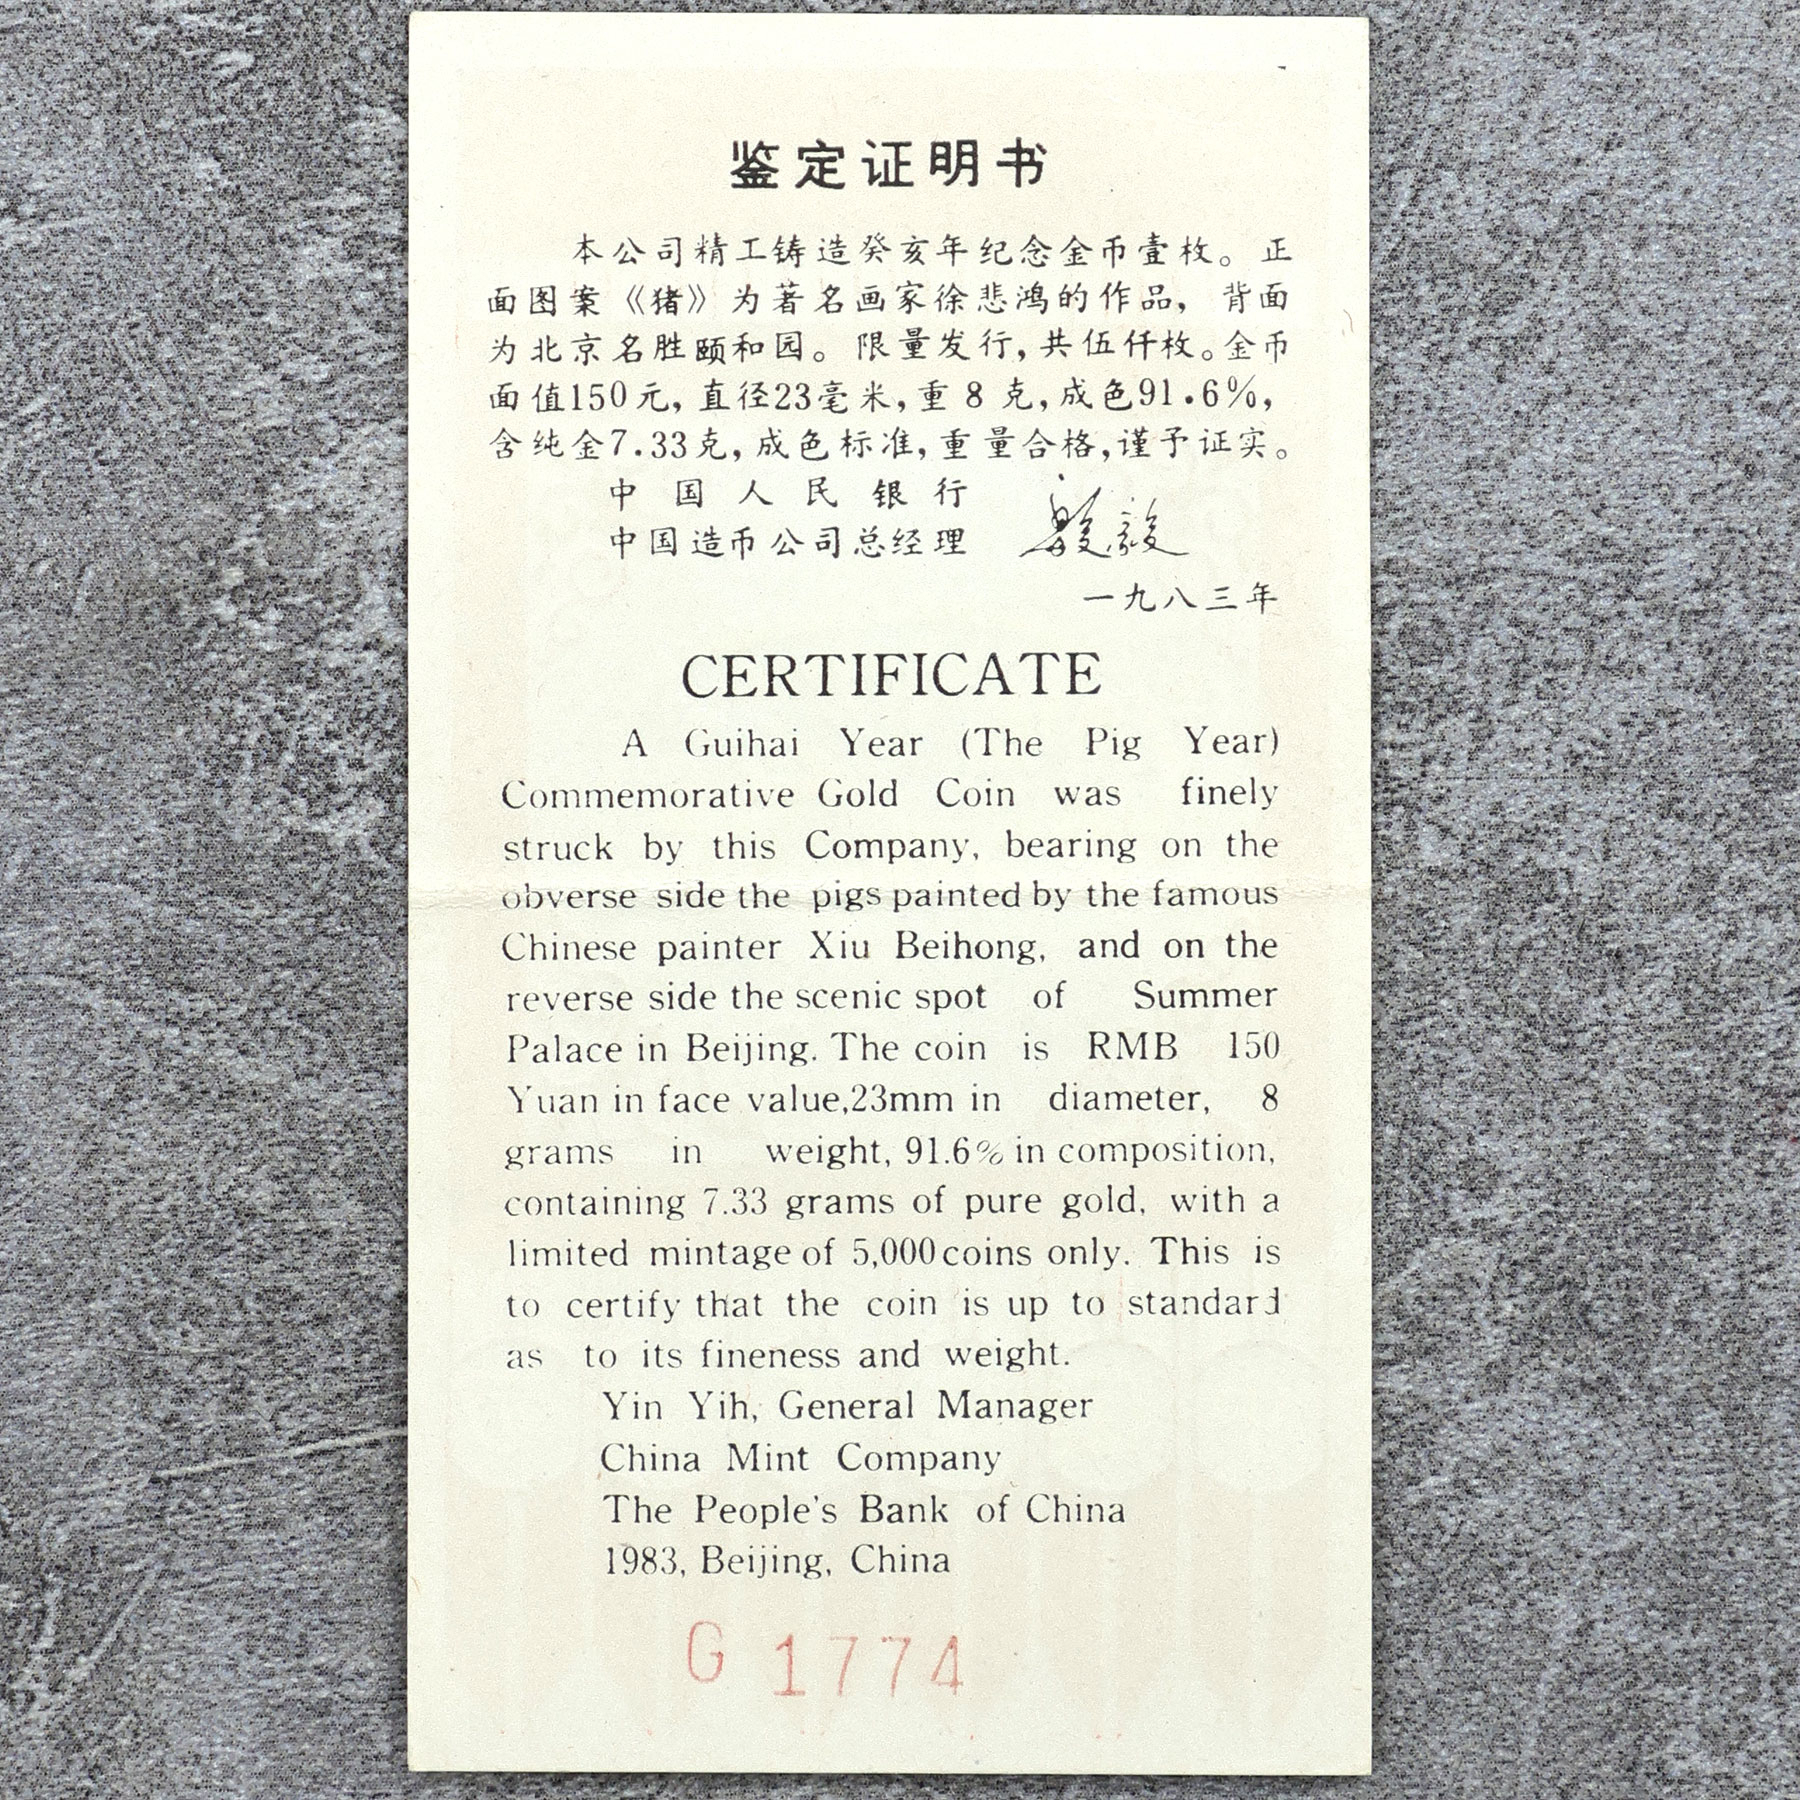 鉴定证明书
本公司精工铸造癸亥年纪念金币壹枚。正
面图案《猪》为著名画家徐悲鸿的作品，背面
为北京名胜颐和园。限量发行，共伍仟枚。金币
面值150元，直径23毫米，重8克，成色91.6%，
含纯金7.33克，成色标准，重量合格，谨予证实。
中国人民银行
中国造币公司总经理
一九八三年
CERTIFICATE
A Guihai Year (The Pig Year)
Commemorative Gold Coin was finely
struck by this Company, bearing on the
obverse side the pigs painted by the famous
Chinese painter Xiu Beihong, and on the
reverse side the scenic spot of Summer
Palace in Beijing. The coin is RMB 150
Yuan in face value,23mm in diameter, 8
grams in weight, 91.6% in composition,
containing 7.33 grams of pure gold, with a
limited mintage of 5,000 coins only. This is
to certify that the coin is up to standard
as to its fineness and weight.
Yin Yih, General Manager
China Mint Company
The People's Bank of China
1983, Beijing, China
G 1774